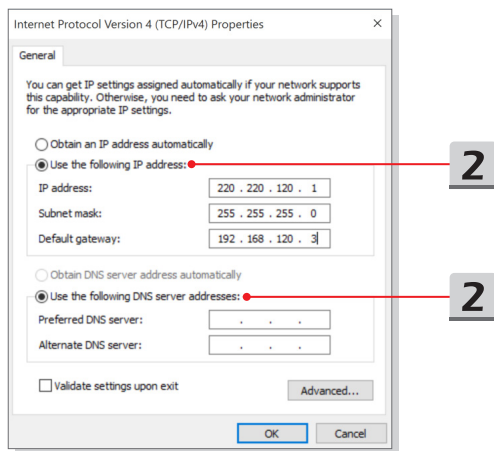 Internet Protocol Version 4 (TCP/IPv4) Properties
General
You can get IP settings assigned automatically if your network supports
this capability. Otherwise, you need to ask your network administrator
for the appropriate IP settings.
Obtain an IP address automatically
Use the following IP address:
2
IP address: 220 . 220 . 120 . 1
Subnet mask: 255 . 255 . 255 . 0
Default gateway: 192 . 168 . 120 . 3
Obtain DNS server address automatically
Use the following DNS server addresses:
2
Preferred DNS server: . . .
Alternate DNS server: . . .
Validate settings upon exit
Advanced...
OK Cancel